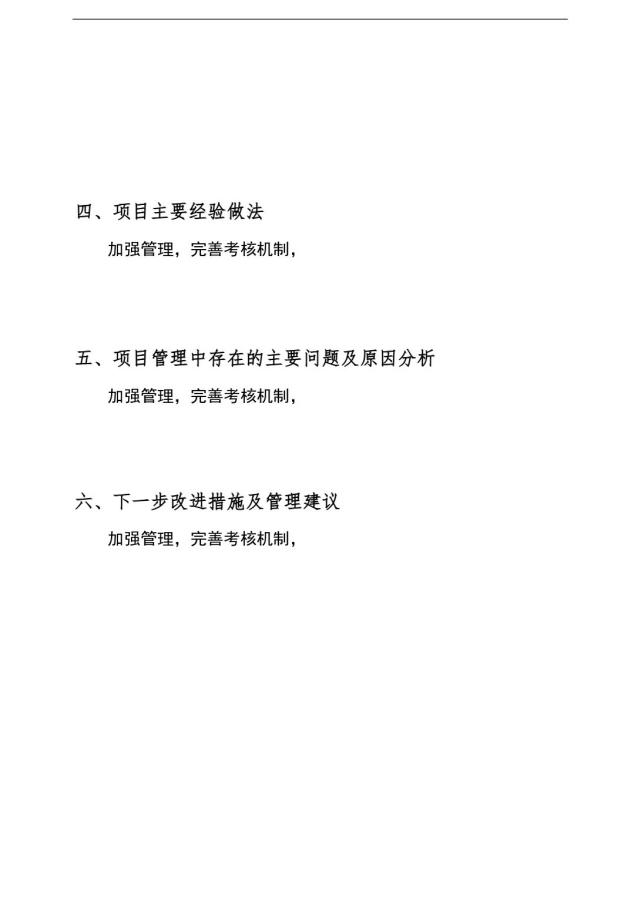 四、项目主要经验做法
加强管理，完善考核机制，
五、项目管理中存在的主要问题及原因分析
加强管理，完善考核机制，
六、下一步改进措施及管理建议
加强管理，完善考核机制，